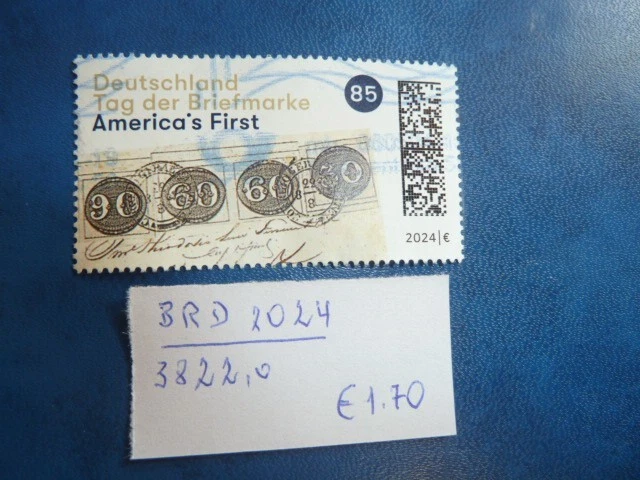 Deutschland
Tag der Briefmarke
America's First
85
90 60 60 30
2024|€
BRD 2024
3822,0
€1.70